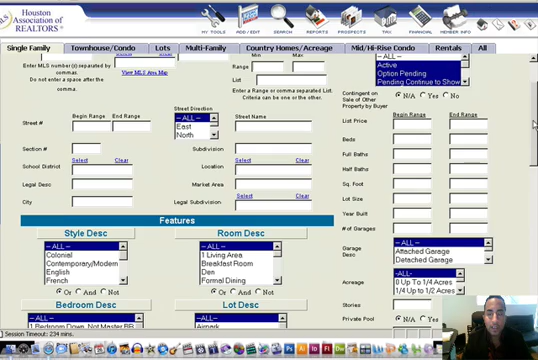 Houston
Association of
REALTORS®
MY TOOLS
ADD / EDIT
SEARCH
REPORTS
PROSPECTS
TAX
FINANCIAL
MEMBER INFO
Single Family
Townhouse/Condo
Lots
Multi-Family
Country Homes/Acreage
Mid/Hi-Rise Condo
Rentals
All
Enter MLS number(s) separated by
commas.
Do not enter a space after the
comma.
View MLS Area Map
Min
Max
Range
List
Enter a Range or comma separated List.
Criteria can be one or the other.
-- ALL --
Active
Option Pending
Pending Continue to Show
Contingent on
Sale of Other
Property by Buyer
N/A Yes No
Street Direction
-- ALL --
East
North
Begin Range
End Range
Street #
Street Name
Section #
Subdivision
Select
Clear
School District
Select
Clear
Location
Legal Desc
Market Area
City
Select
Clear
Legal Subdivision
Begin Range
End Range
List Price
Beds
Full Baths
Half Baths
Sq. Foot
Lot Size
Year Built
# of Garages
Garage
Desc
-- ALL --
Attached Garage
Detached Garage
Acreage
-ALL-
0 Up To 1/4 Acres
1/4 Up to 1/2 Acres
Stories
Private Pool
N/A Yes
Features
Style Desc
-- ALL --
Colonial
Contemporary/Modern
English
French
Or And Not
Room Desc
-- ALL --
1 Living Area
Breakfast Room
Den
Formal Dining
Or And Not
Bedroom Desc
-- ALL --
1 Bedroom Down, Not Master BR
Lot Desc
-- ALL --
Airpark
Session Timeout: 234 mins.